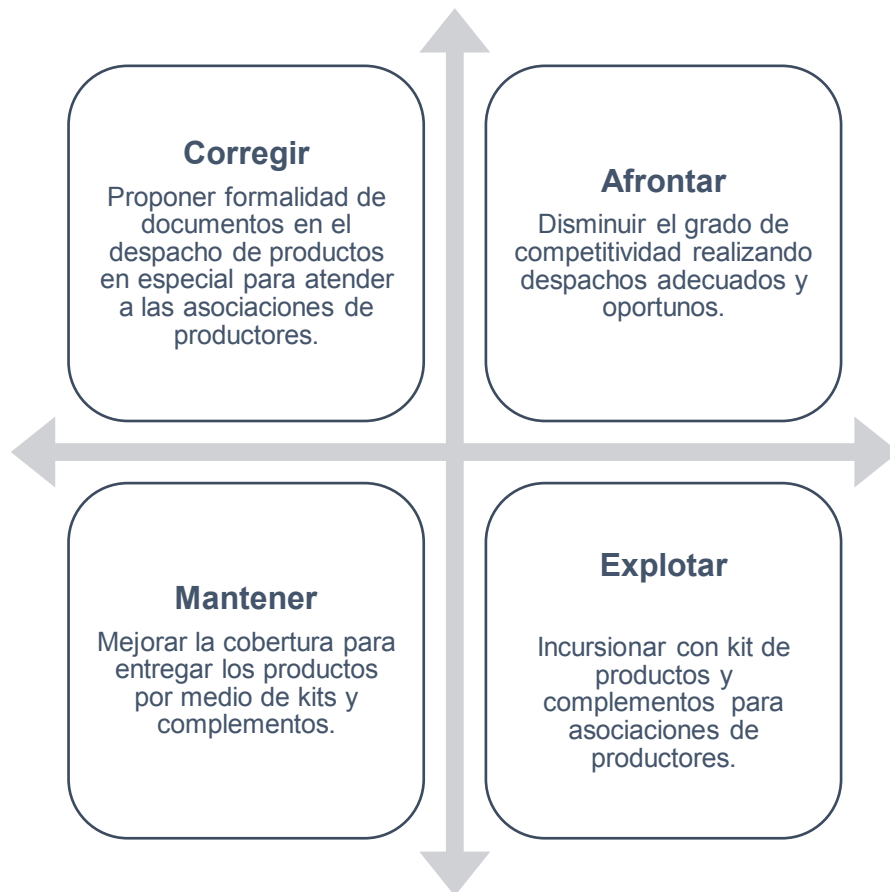 Corregir
Proponer formalidad de
documentos en el
despacho de productos
en especial para atender
a las asociaciones de
productores.
Afrontar
Disminuir el grado de
competitividad realizando
despachos adecuados y
oportunos.
Mantener
Mejorar la cobertura para
entregar los productos
por medio de kits y
complementos.
Explotar
Incursionar con kit de
productos y
complementos para
asociaciones de
productores.